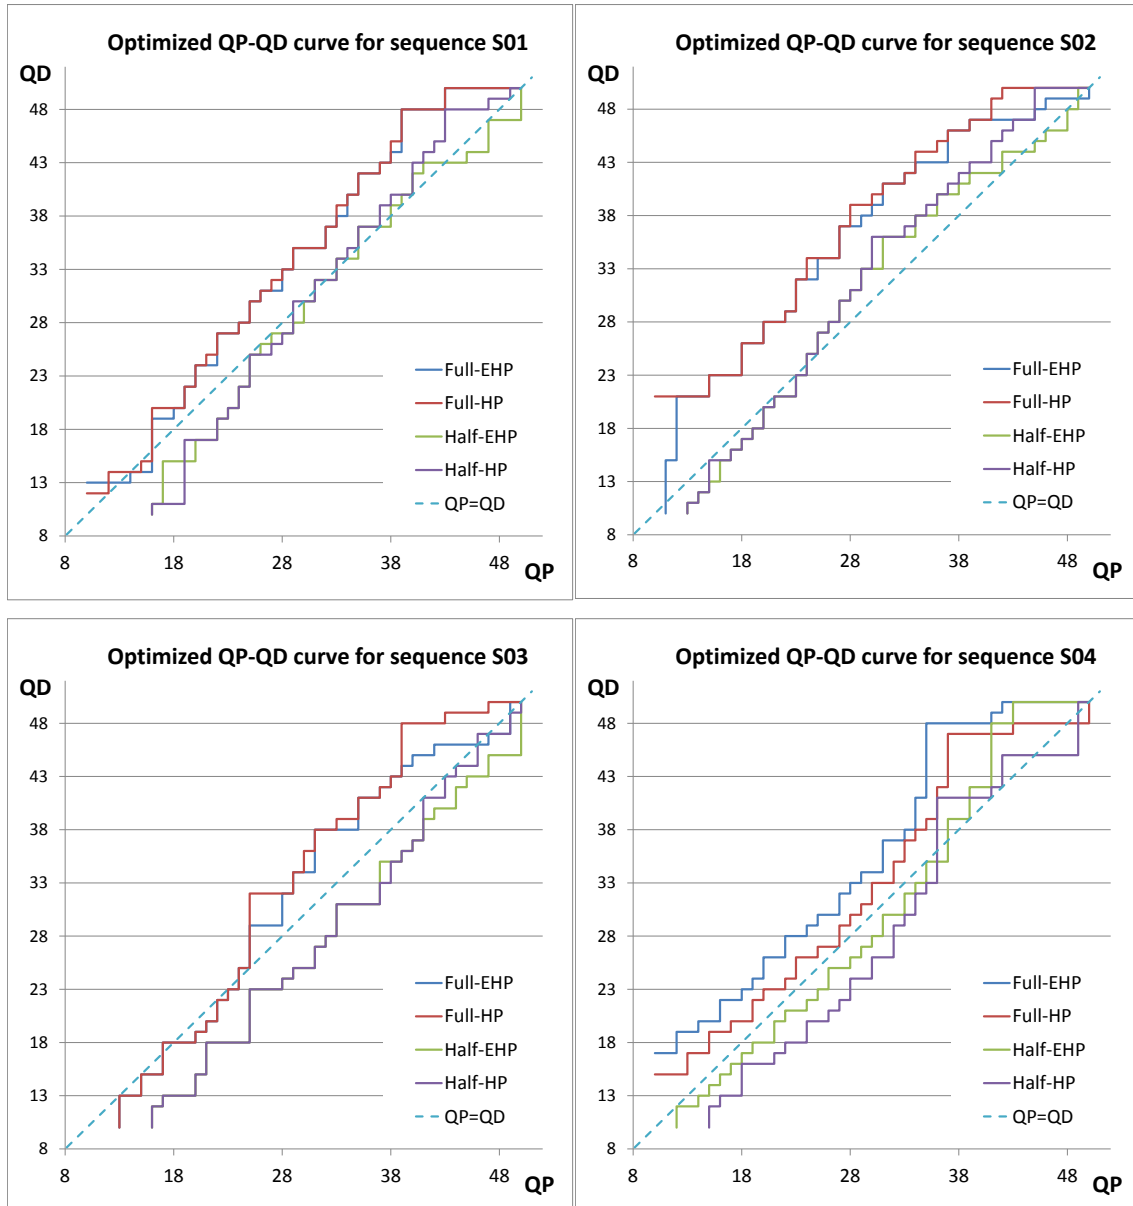 Optimized QP-QD curve for sequence S01
QD
48
43
38
33
28
23
18
13
8
8 18 28 38 48
QP
Full-EHP
Full-HP
Half-EHP
Half-HP
QP=QD
Optimized QP-QD curve for sequence S02
QD
48
43
38
33
28
23
18
13
8
8 18 28 38 48
QP
Full-EHP
Full-HP
Half-EHP
Half-HP
QP=QD
Optimized QP-QD curve for sequence S03
QD
48
43
38
33
28
23
18
13
8
8 18 28 38 48
QP
Full-EHP
Full-HP
Half-EHP
Half-HP
QP=QD
Optimized QP-QD curve for sequence S04
QD
48
43
38
33
28
23
18
13
8
8 18 28 38 48
QP
Full-EHP
Full-HP
Half-EHP
Half-HP
QP=QD